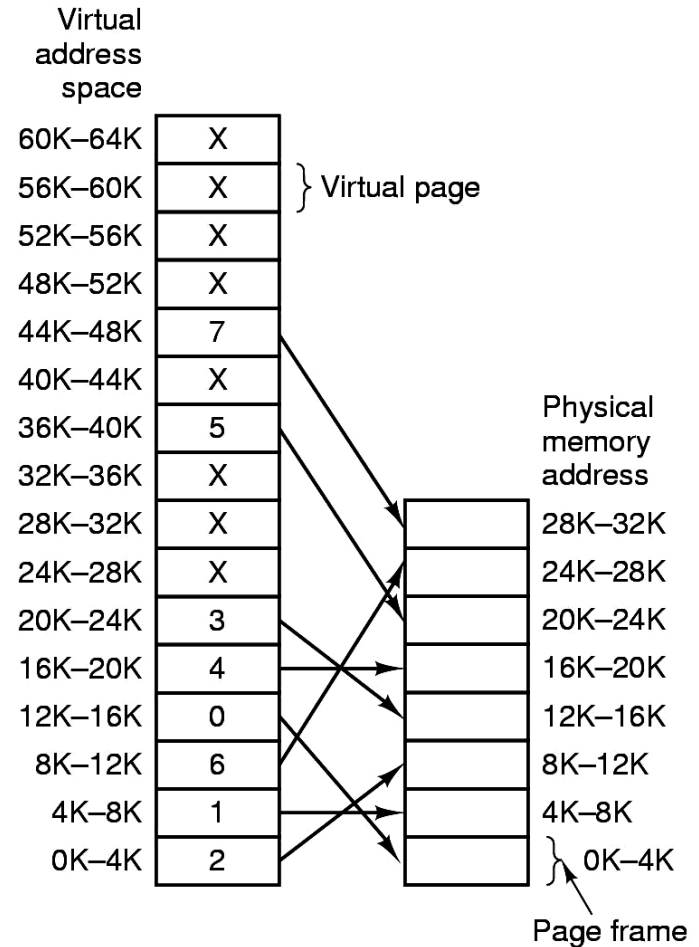 Virtual
address
space
60K–64K X
56K–60K X Virtual page
52K–56K X
48K–52K X
44K–48K 7
40K–44K X
36K–40K 5
32K–36K X
28K–32K X
24K–28K X
20K–24K 3
16K–20K 4
12K–16K 0
8K–12K 6
4K–8K 1
0K–4K 2
Physical
memory
address
28K–32K
24K–28K
20K–24K
16K–20K
12K–16K
8K–12K
4K–8K
0K–4K
Page frame